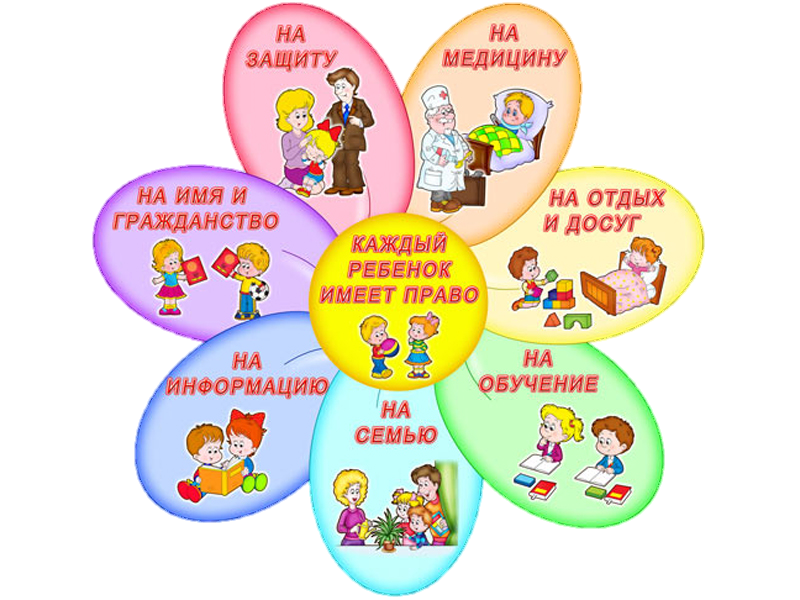 КАЖДЫЙ
РЕБЕНОК
ИМЕЕТ ПРАВО
НА
ЗАЩИТУ
НА
МЕДИЦИНУ
НА ОТДЫХ
И ДОСУГ
НА
ОБУЧЕНИЕ
НА
СЕМЬЮ
НА
ИНФОРМАЦИЮ
НА ИМЯ И
ГРАЖДАНСТВО